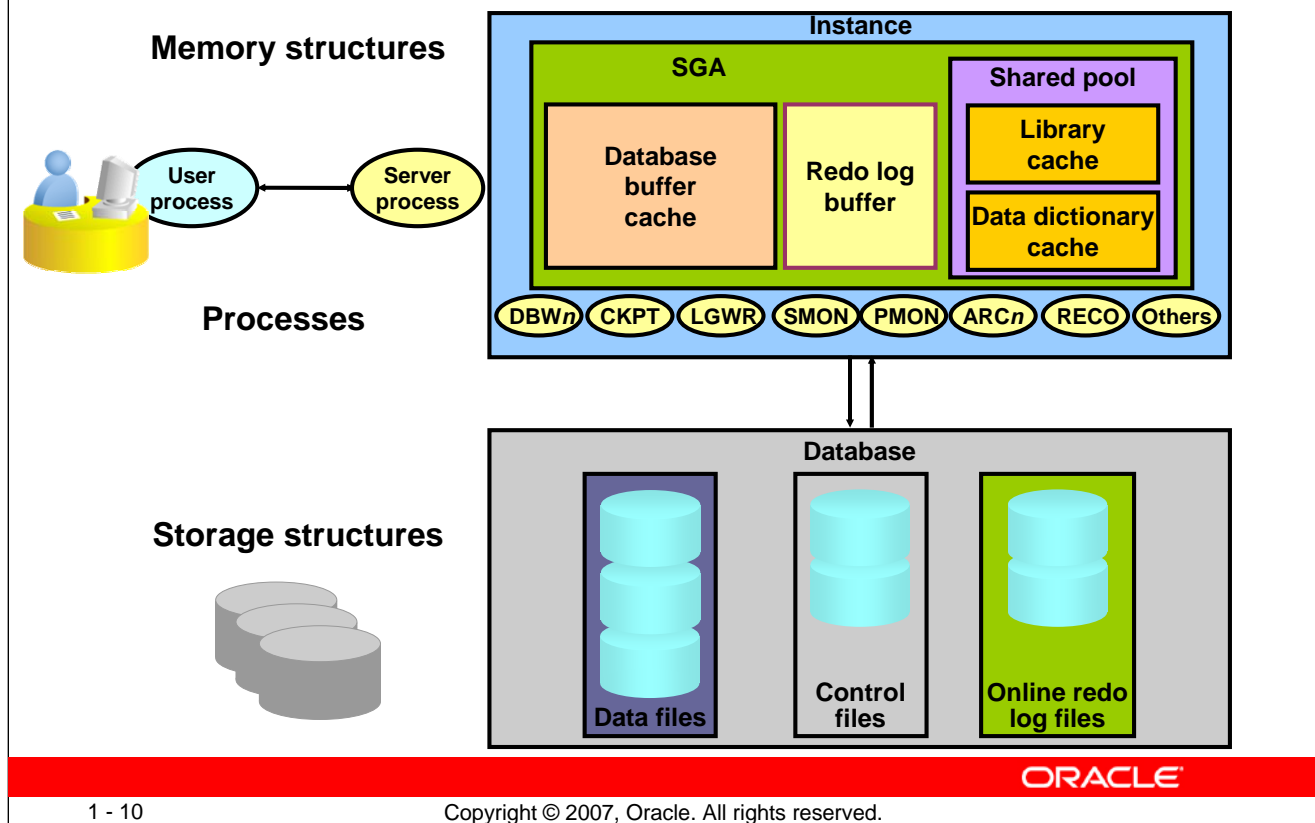 Instance
Memory structures
SGA
Shared pool
Library
cache
Database
buffer
cache
Redo log
buffer
User
process
Server
process
Data dictionary
cache
Processes
DBWn
CKPT
LGWR
SMON
PMON
ARCn
RECO
Others
Database
Storage structures
Data files
Control
files
Online redo
log files
ORACLE
1 - 10
Copyright © 2007, Oracle. All rights reserved.